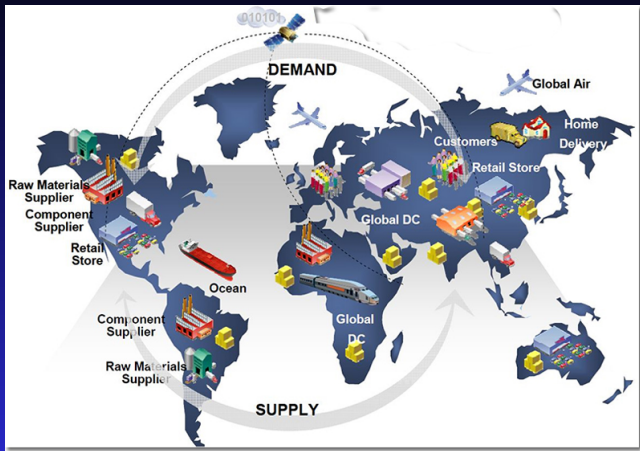 010101
DEMAND
Global Air
Home
Delivery
Customers
Retail Store
Raw Materials
Supplier
Component
Supplier
Retail
Store
Global DC
Ocean
Component
Supplier
Global
DC
Raw Materials
Supplier
SUPPLY